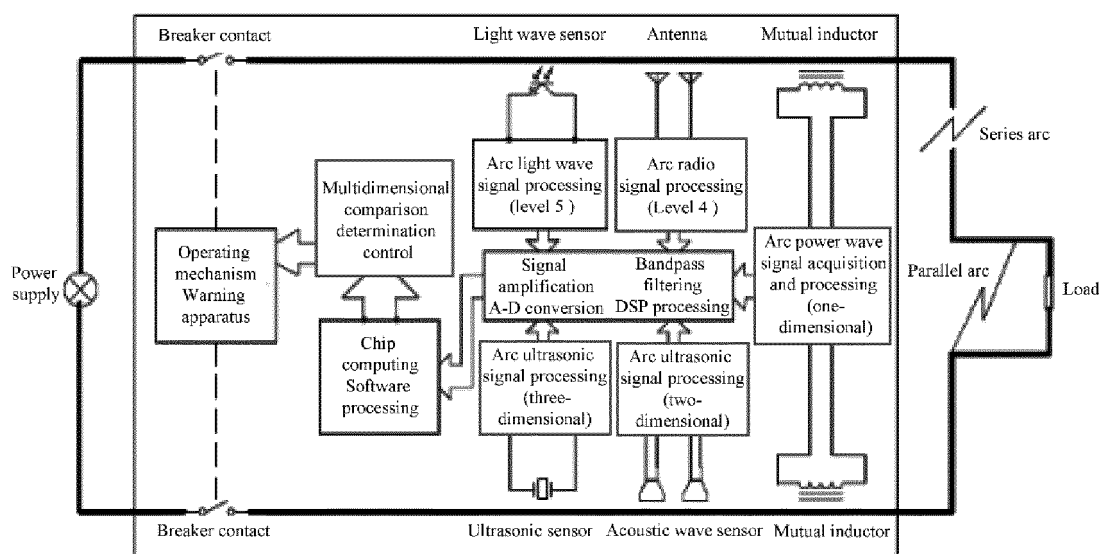 Breaker contact
Light wave sensor
Antenna
Mutual inductor
Series arc
Arc light wave
signal processing
(level 5 )
Arc radio
signal processing
(Level 4 )
Multidimensional
comparison
determination
control
Operating
mechanism
Warning
apparatus
Power
supply
Signal
amplification
A-D conversion
Bandpass
filtering
DSP processing
Arc power wave
signal acquisition
and processing
(one-
dimensional)
Parallel arc
Load
Chip
computing
Software
processing
Arc ultrasonic
signal processing
(three-
dimensional)
Arc ultrasonic
signal processing
(two-
dimensional)
Breaker contact
Ultrasonic sensor
Acoustic wave sensor
Mutual inductor